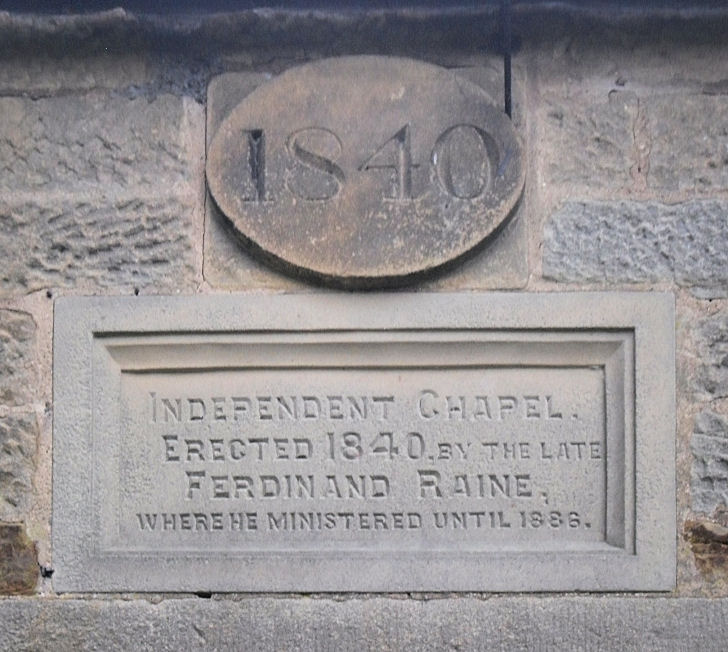 1840
INDEPENDENT CHAPEL.
ERECTED 1840, BY THE LATE
FERDINAND RAINE,
WHERE HE MINISTERED UNTIL 1886.